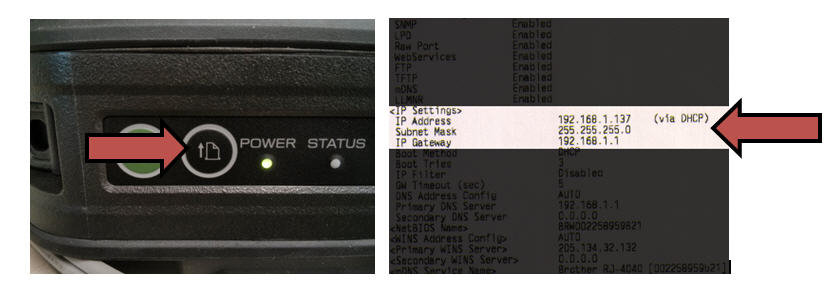 POWER STATUS
SNMP Enabled
LPD Enabled
Raw Port Enabled
WebServices Enabled
FTP Enabled
TFTP Enabled
mDNS Enabled
LLMNR Enabled
<IP Settings>
IP Address 192.168.1.137 (via DHCP)
Subnet Mask 255.255.255.0
IP Gateway 192.168.1.1
Boot Method DHCP
Boot Tries 3
IP Filter Disabled
GW Timeout (sec) 5
DNS Address Config AUTO
Primary DNS Server 192.168.1.1
Secondary DNS Server 0.0.0.0
<NetBIOS Name> BRW002258959B21
<WINS Address Config> AUTO
<Primary WINS Server> 205.134.32.132
<Secondary WINS Server> 0.0.0.0
<mDNS Service Name> Brother RJ-4040 [002258959b21]